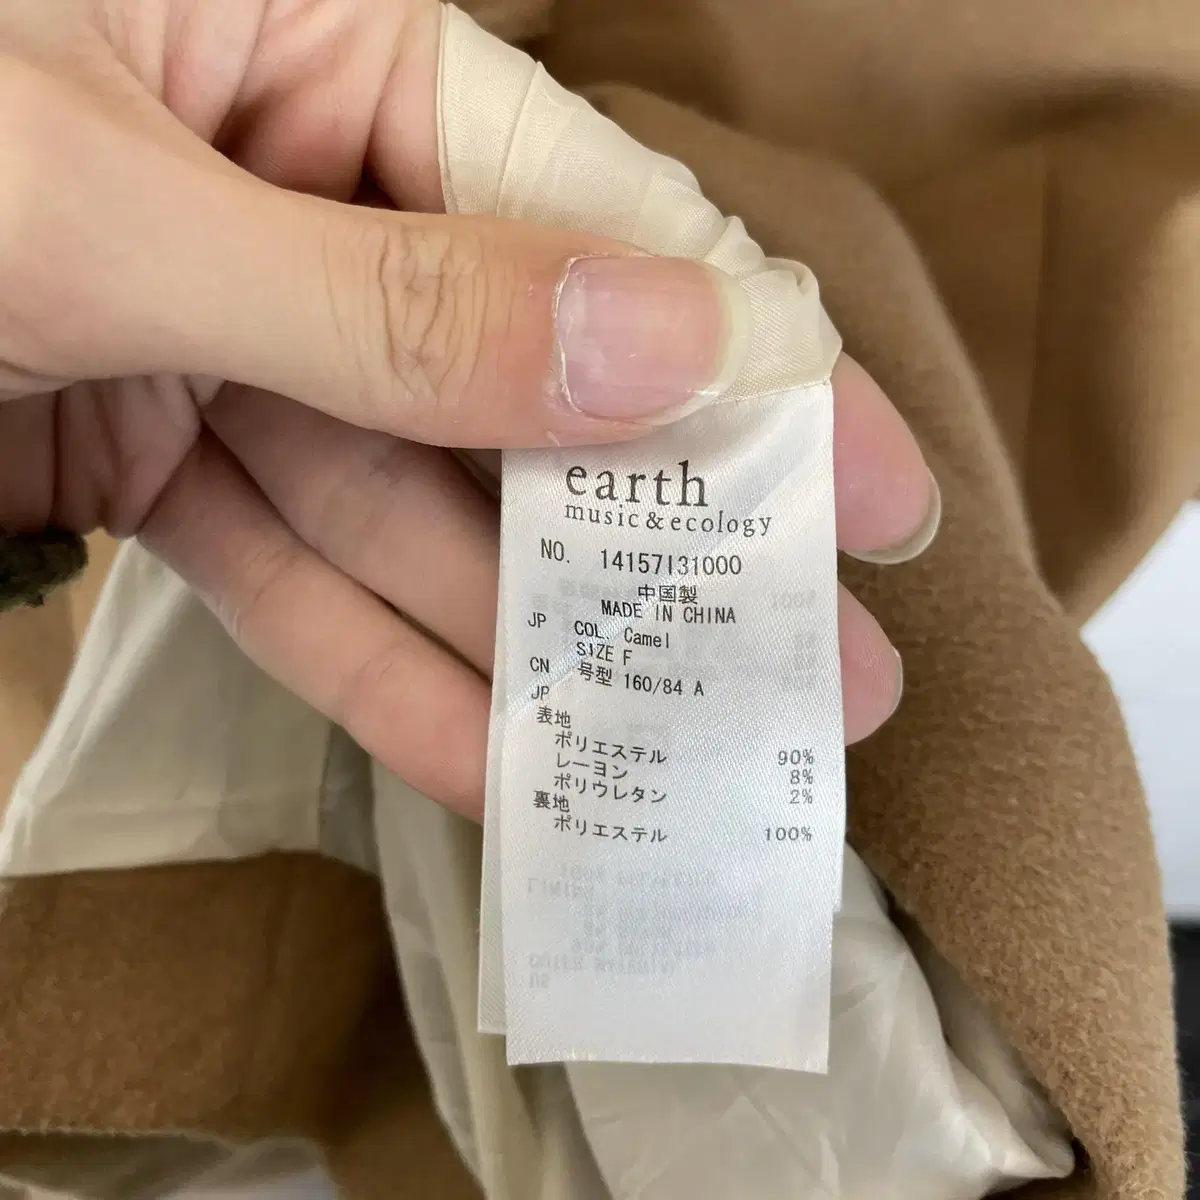 earth
music & ecology
NO. 14157131000
中国製
MADE IN CHINA
JP COL. Camel
SIZE F
CN 号型 160/84 A
JP
表地
ポリエステル 90%
レーヨン 8%
ポリウレタン 2%
裏地
ポリエステル 100%